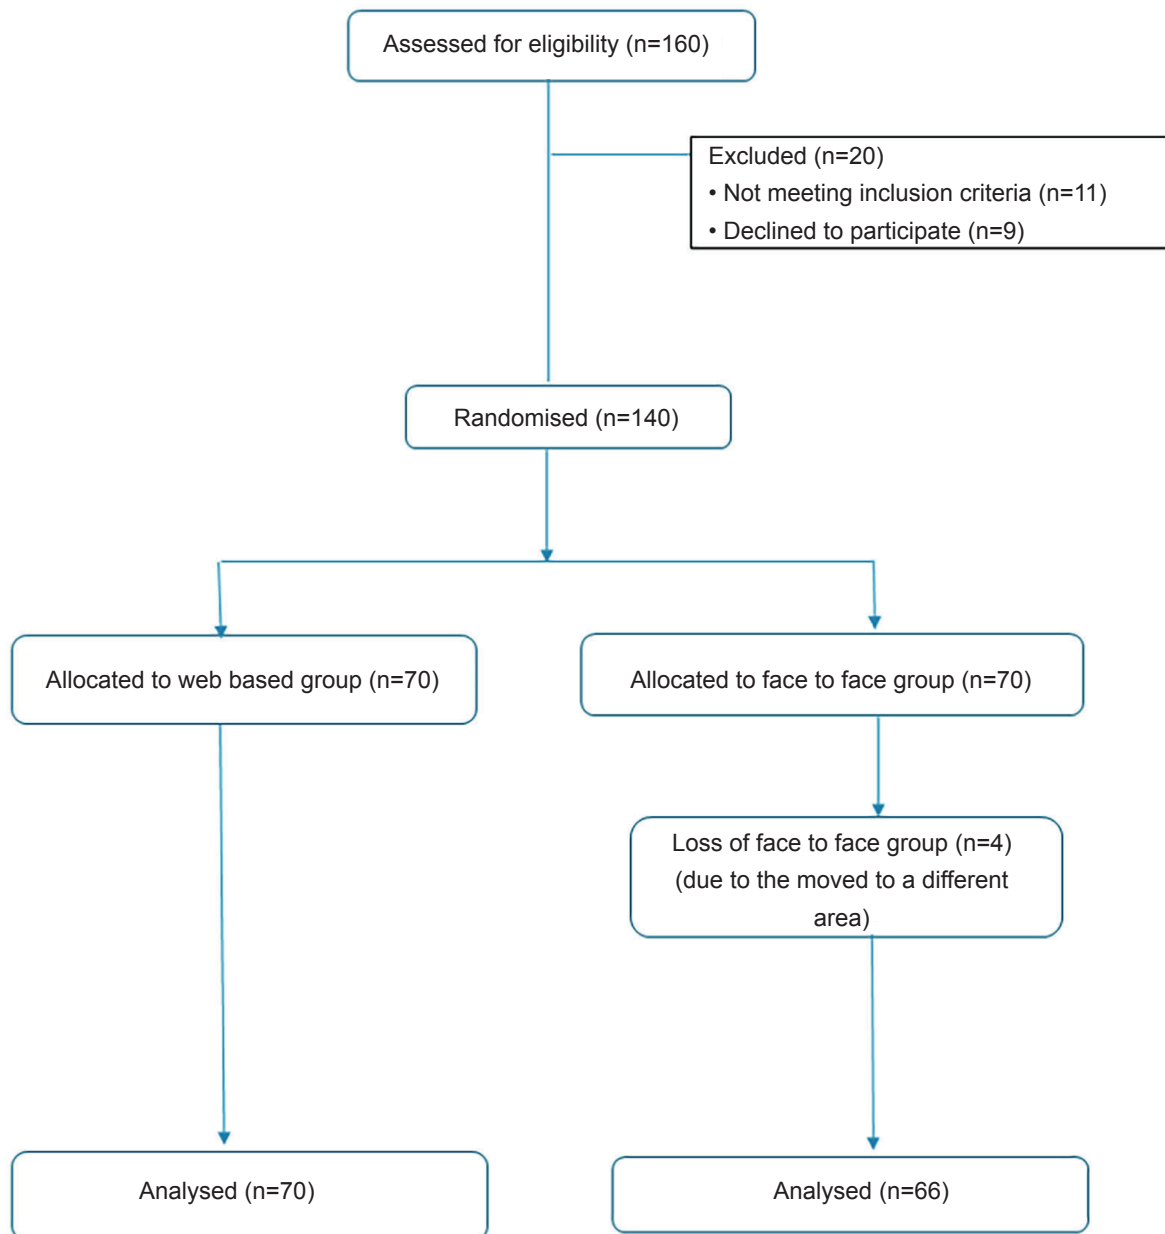 Assessed for eligibility (n=160)
Excluded (n=20)
• Not meeting inclusion criteria (n=11)
• Declined to participate (n=9)
Randomised (n=140)
Allocated to web based group (n=70)
Allocated to face to face group (n=70)
Loss of face to face group (n=4)
(due to the moved to a different
area)
Analysed (n=70)
Analysed (n=66)